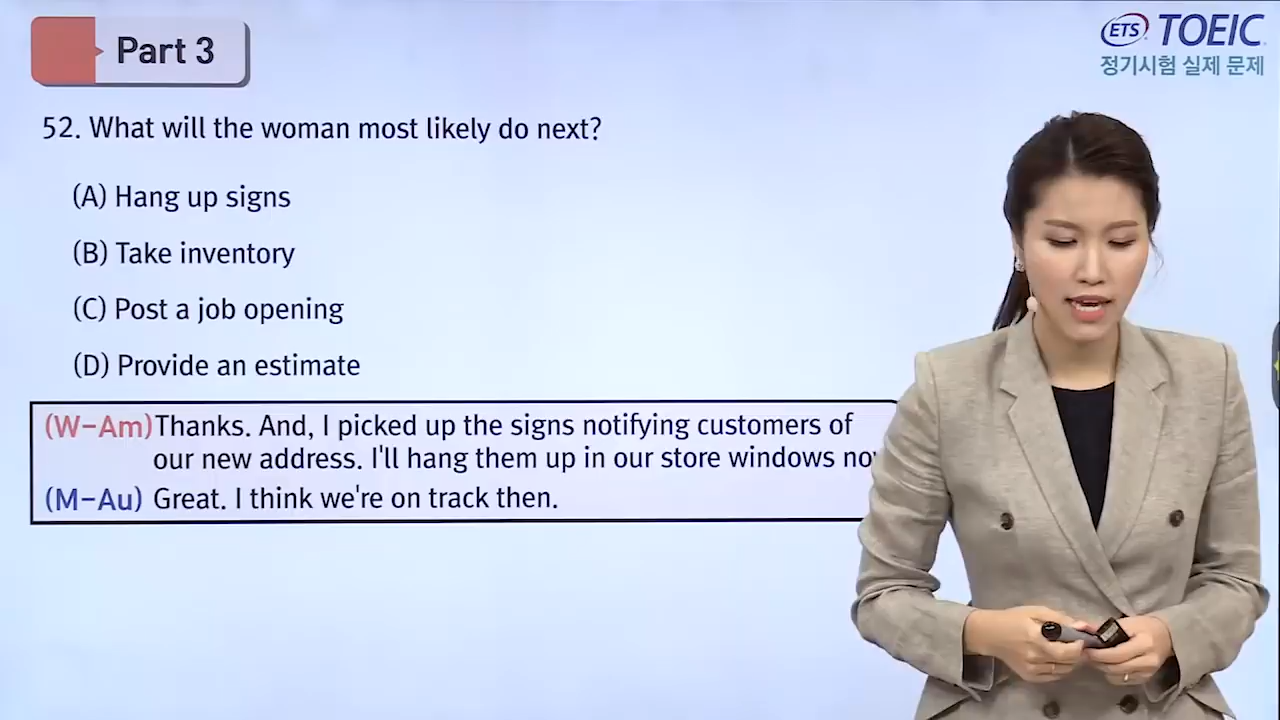 Part 3
ETS TOEIC
정기시험 실제 문제
52. What will the woman most likely do next?
(A) Hang up signs
(B) Take inventory
(C) Post a job opening
(D) Provide an estimate
(W-Am)Thanks. And, I picked up the signs notifying customers of
our new address. I'll hang them up in our store windows
(M-Au) Great. I think we're on track then.